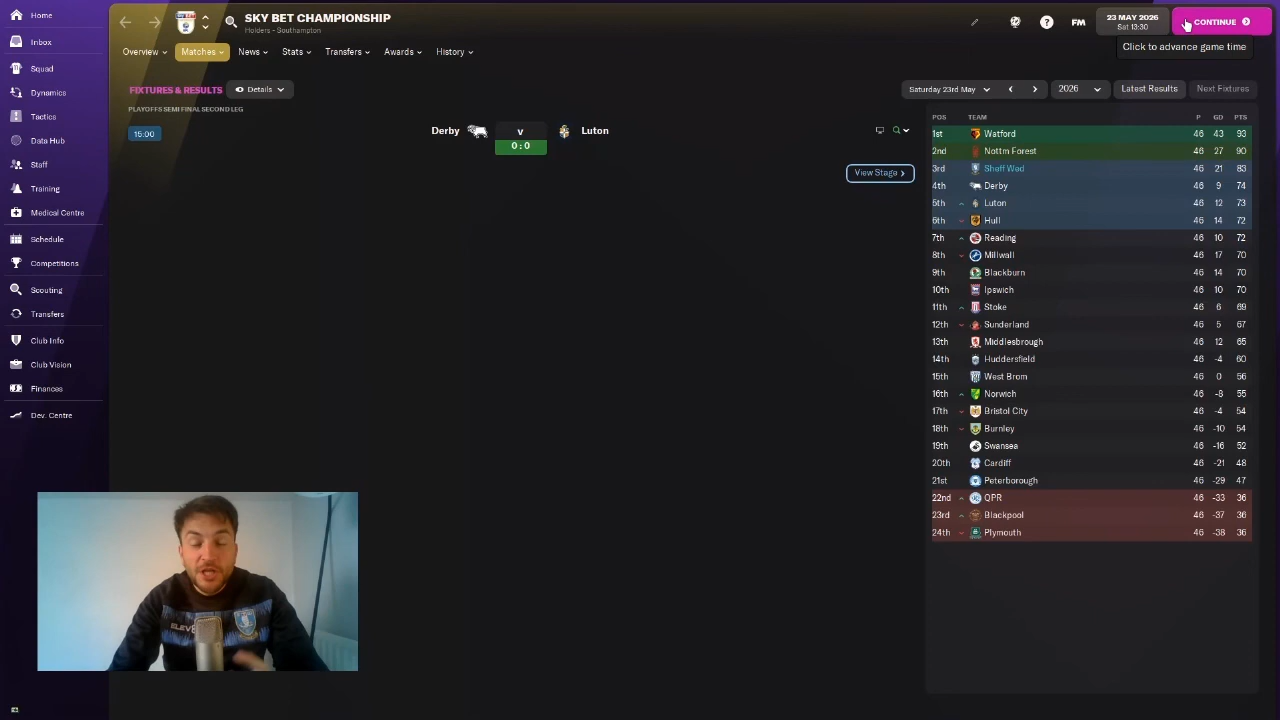 Home
Inbox
Squad
Dynamics
Tactics
Data Hub
Staff
Training
Medical Centre
Schedule
Competitions
Scouting
Transfers
Club Info
Club Vision
Finances
Dev. Centre
SKY BET CHAMPIONSHIP
Holders - Southampton
FM
23 MAY 2026
Sat 13:30
CONTINUE
Click to advance game time
Overview Matches News Stats Transfers Awards History
FIXTURES & RESULTS Details
Saturday 23rd May 2026 Latest Results Next Fixtures
PLAYOFFS SEMI FINAL SECOND LEG
15:00 Derby v Luton
0 : 0
View Stage
POS TEAM P GD PTS
1st Watford 46 43 93
2nd Nottm Forest 46 27 90
3rd Sheff Wed 46 21 83
4th Derby 46 9 74
5th Luton 46 12 73
6th Hull 46 14 72
7th Reading 46 10 72
8th Millwall 46 17 70
9th Blackburn 46 14 70
10th Ipswich 46 10 70
11th Stoke 46 6 69
12th Sunderland 46 5 67
13th Middlesbrough 46 12 65
14th Huddersfield 46 -4 60
15th West Brom 46 0 56
16th Norwich 46 -8 55
17th Bristol City 46 -4 54
18th Burnley 46 -10 54
19th Swansea 46 -16 52
20th Cardiff 46 -21 48
21st Peterborough 46 -29 47
22nd QPR 46 -33 36
23rd Blackpool 46 -37 36
24th Plymouth 46 -38 36